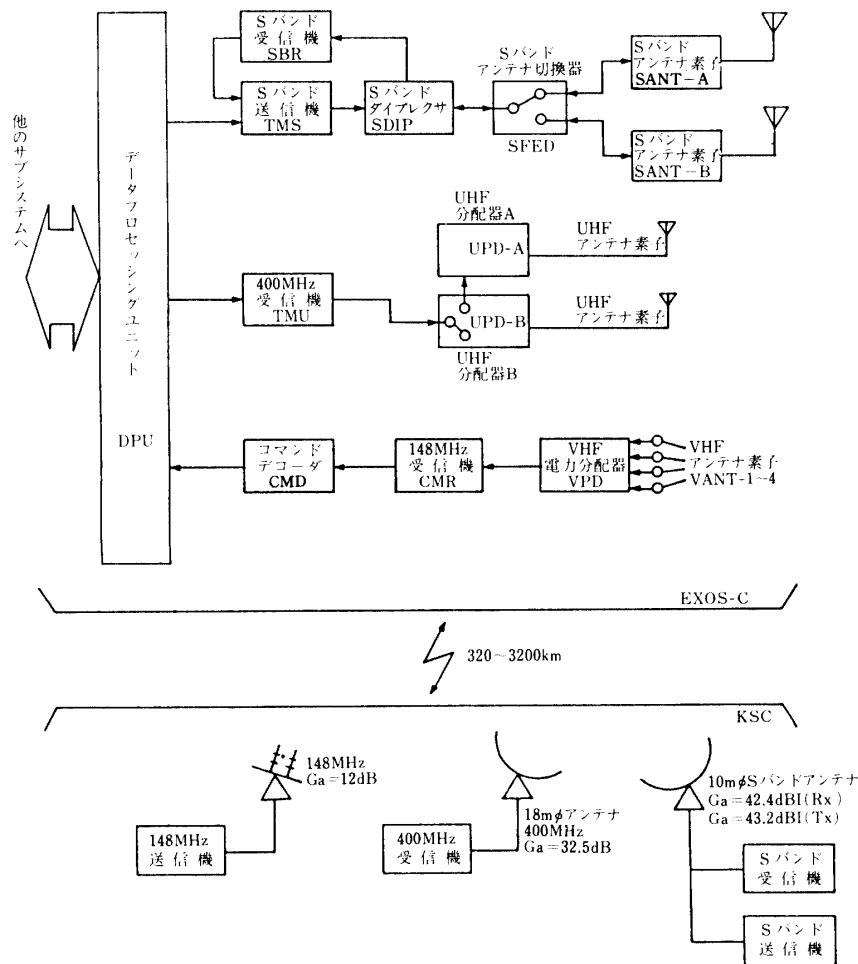 Sバンド
受信機
SBR
Sバンド
送信機
TMS
Sバンド
ダイプレクサ
SDIP
Sバンド
アンテナ切換器
SFED
Sバンド
アンテナ素子
SANT-A
Sバンド
アンテナ素子
SANT-B
他のサブシステムへ
データプロセッシングユニット
DPU
UHF
分配器A
UPD-A
UHF
アンテナ素子
400MHz
受信機
TMU
UPD-B
UHF
分配器B
UHF
アンテナ素子
コマンド
デコーダ
CMD
148MHz
受信機
CMR
VHF
電力分配器
VPD
VHF
アンテナ素子
VANT-1~4
EXOS-C
320~3200km
KSC
148MHz
Ga=12dB
148MHz
送信機
18mφアンテナ
400MHz
Ga=32.5dB
400MHz
受信機
10mφSバンドアンテナ
Ga=42.4dBI(Rx)
Ga=43.2dBI(Tx)
Sバンド
受信機
Sバンド
送信機